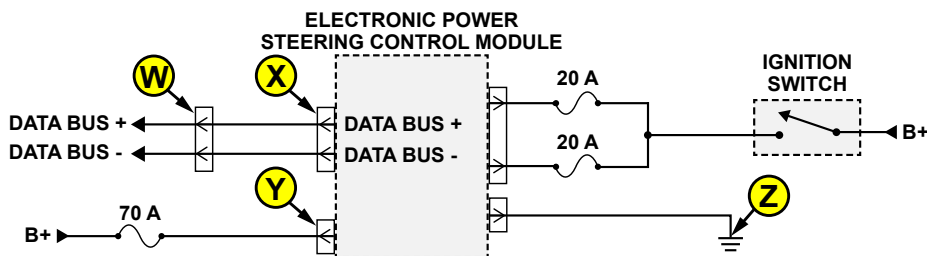 ELECTRONIC POWER
STEERING CONTROL MODULE
IGNITION
SWITCH
W
X
20 A
DATA BUS +
DATA BUS +
B+
DATA BUS -
DATA BUS -
20 A
Y
Z
70 A
B+